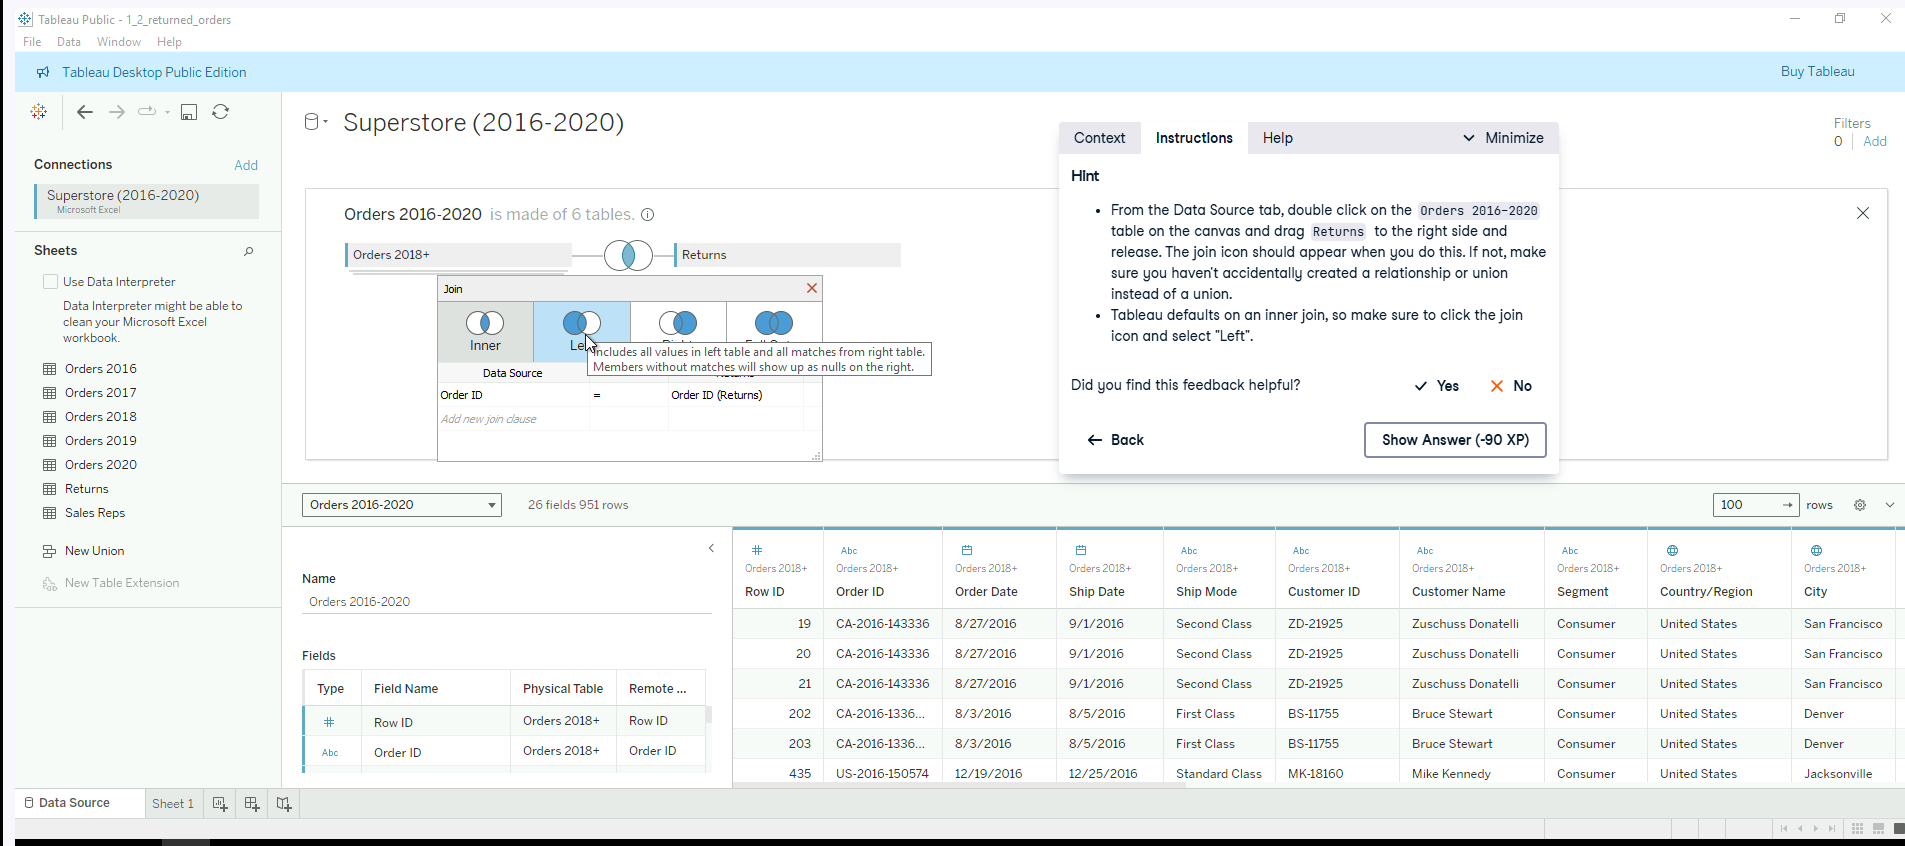 Tableau Public - 1_2_returned_orders
File Data Window Help
Tableau Desktop Public Edition
Buy Tableau
Connections Add
Superstore (2016-2020)
Microsoft Excel
Sheets
Use Data Interpreter
Data Interpreter might be able to
clean your Microsoft Excel
workbook.
Orders 2016
Orders 2017
Orders 2018
Orders 2019
Orders 2020
Returns
Sales Reps
New Union
New Table Extension
Superstore (2016-2020)
Filters
0 Add
Orders 2016-2020 is made of 6 tables.
Orders 2018+
Returns
Join
Inner
Includes all values in left table and all matches from right table.
Members without matches will show up as nulls on the right.
Data Source
Order ID = Order ID (Returns)
Add new join clause
Context Instructions Help Minimize
Hint
• From the Data Source tab, double click on the Orders 2016-2020
table on the canvas and drag Returns to the right side and
release. The join icon should appear when you do this. If not, make
sure you haven't accidentally created a relationship or union
instead of a union.
• Tableau defaults on an inner join, so make sure to click the join
icon and select "Left".
Did you find this feedback helpful? Yes No
Back
Show Answer (-90 XP)
Orders 2016-2020 26 fields 951 rows
100 rows
Name
Orders 2016-2020
Fields
Type Field Name Physical Table Remote ...
# Row ID Orders 2018+ Row ID
Abc Order ID Orders 2018+ Order ID
# Abc Abc Abc Abc Abc
Orders 2018+ Orders 2018+ Orders 2018+ Orders 2018+ Orders 2018+ Orders 2018+ Orders 2018+ Orders 2018+ Orders 2018+ Orders 2018+
Row ID Order ID Order Date Ship Date Ship Mode Customer ID Customer Name Segment Country/Region City
19 CA-2016-143336 8/27/2016 9/1/2016 Second Class ZD-21925 Zuschuss Donatelli Consumer United States San Francisco
20 CA-2016-143336 8/27/2016 9/1/2016 Second Class ZD-21925 Zuschuss Donatelli Consumer United States San Francisco
21 CA-2016-143336 8/27/2016 9/1/2016 Second Class ZD-21925 Zuschuss Donatelli Consumer United States San Francisco
202 CA-2016-1336... 8/3/2016 8/5/2016 First Class BS-11755 Bruce Stewart Consumer United States Denver
203 CA-2016-1336... 8/3/2016 8/5/2016 First Class BS-11755 Bruce Stewart Consumer United States Denver
435 US-2016-150574 12/19/2016 12/25/2016 Standard Class MK-18160 Mike Kennedy Consumer United States Jacksonville
Data Source Sheet 1